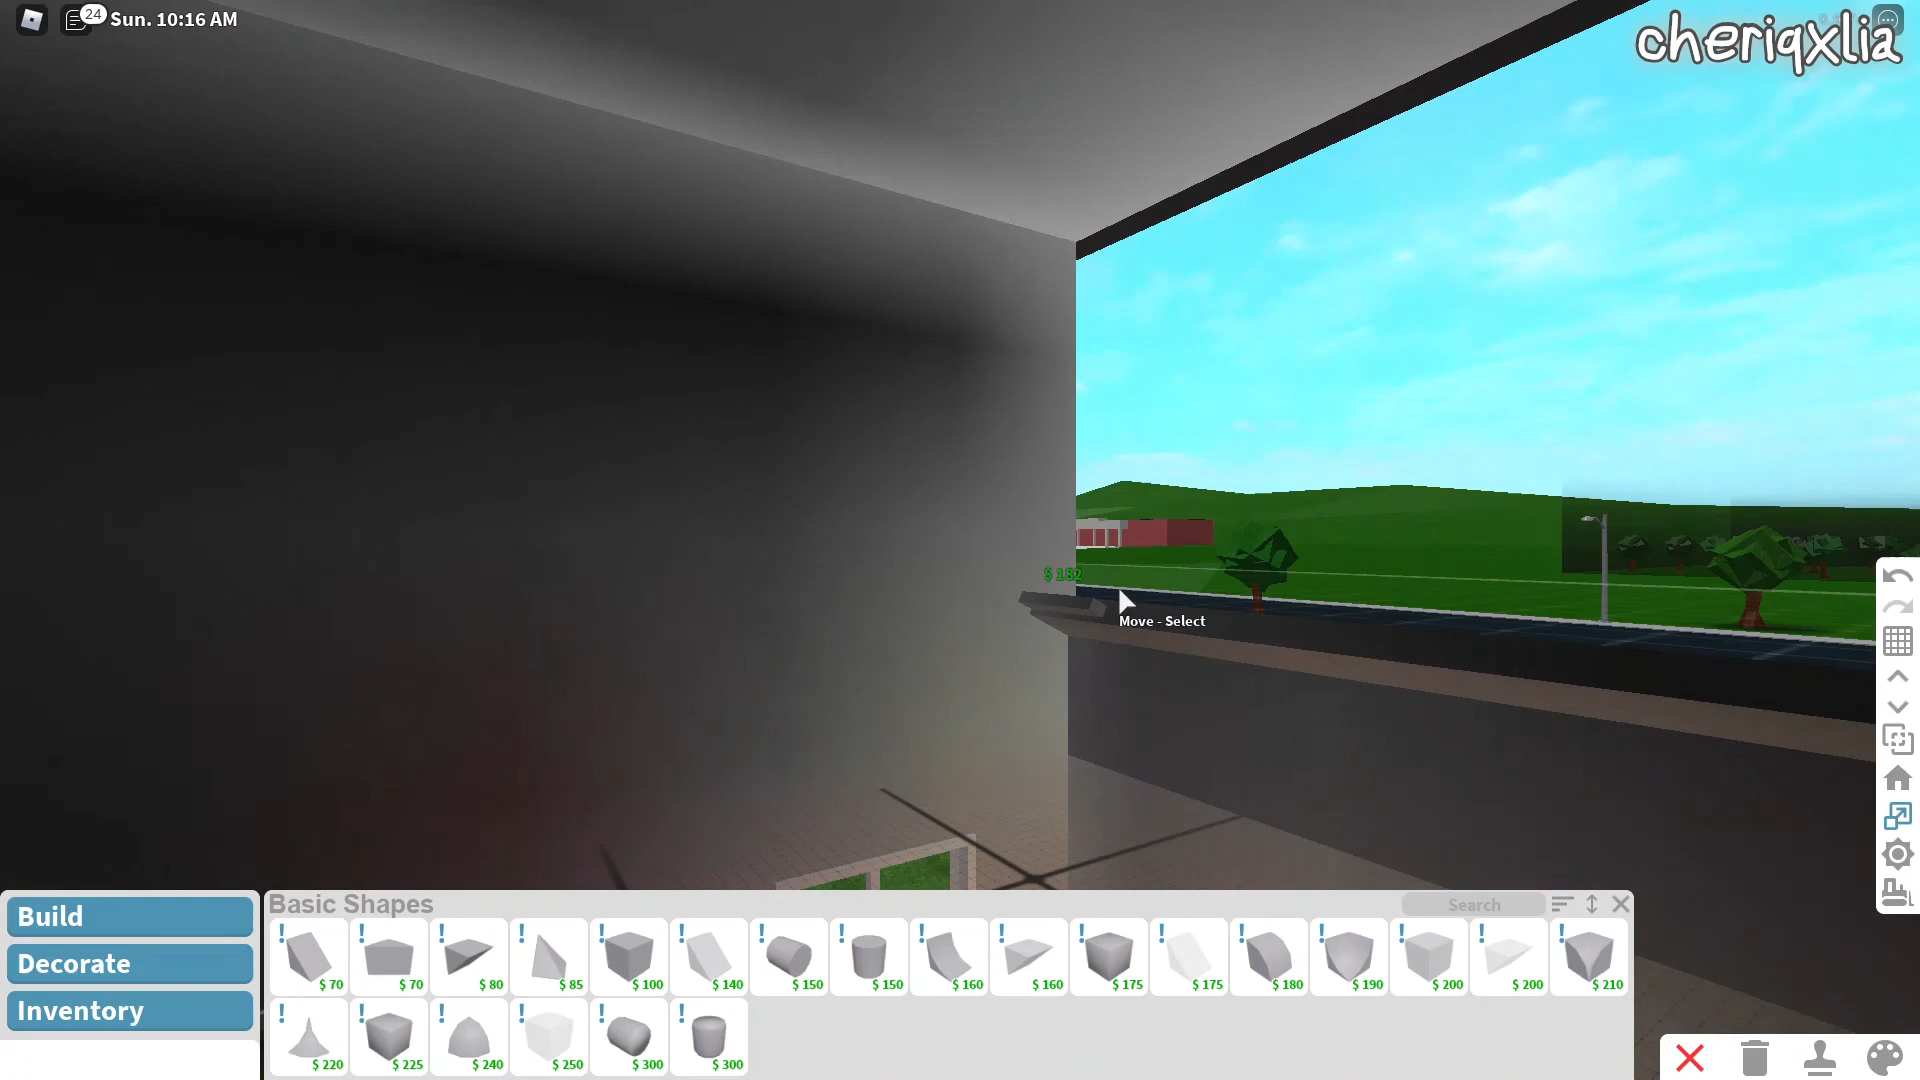 24
Sun. 10:16 AM
cheriqxlia
$ 182
Move - Select
Build
Decorate
Inventory
Basic Shapes
Search
! $ 70
! $ 70
! $ 80
! $ 85
! $ 100
! $ 140
! $ 150
! $ 150
! $ 160
! $ 160
! $ 175
! $ 175
! $ 180
! $ 190
! $ 200
! $ 200
! $ 210
! $ 220
! $ 225
! $ 240
! $ 250
! $ 300
! $ 300